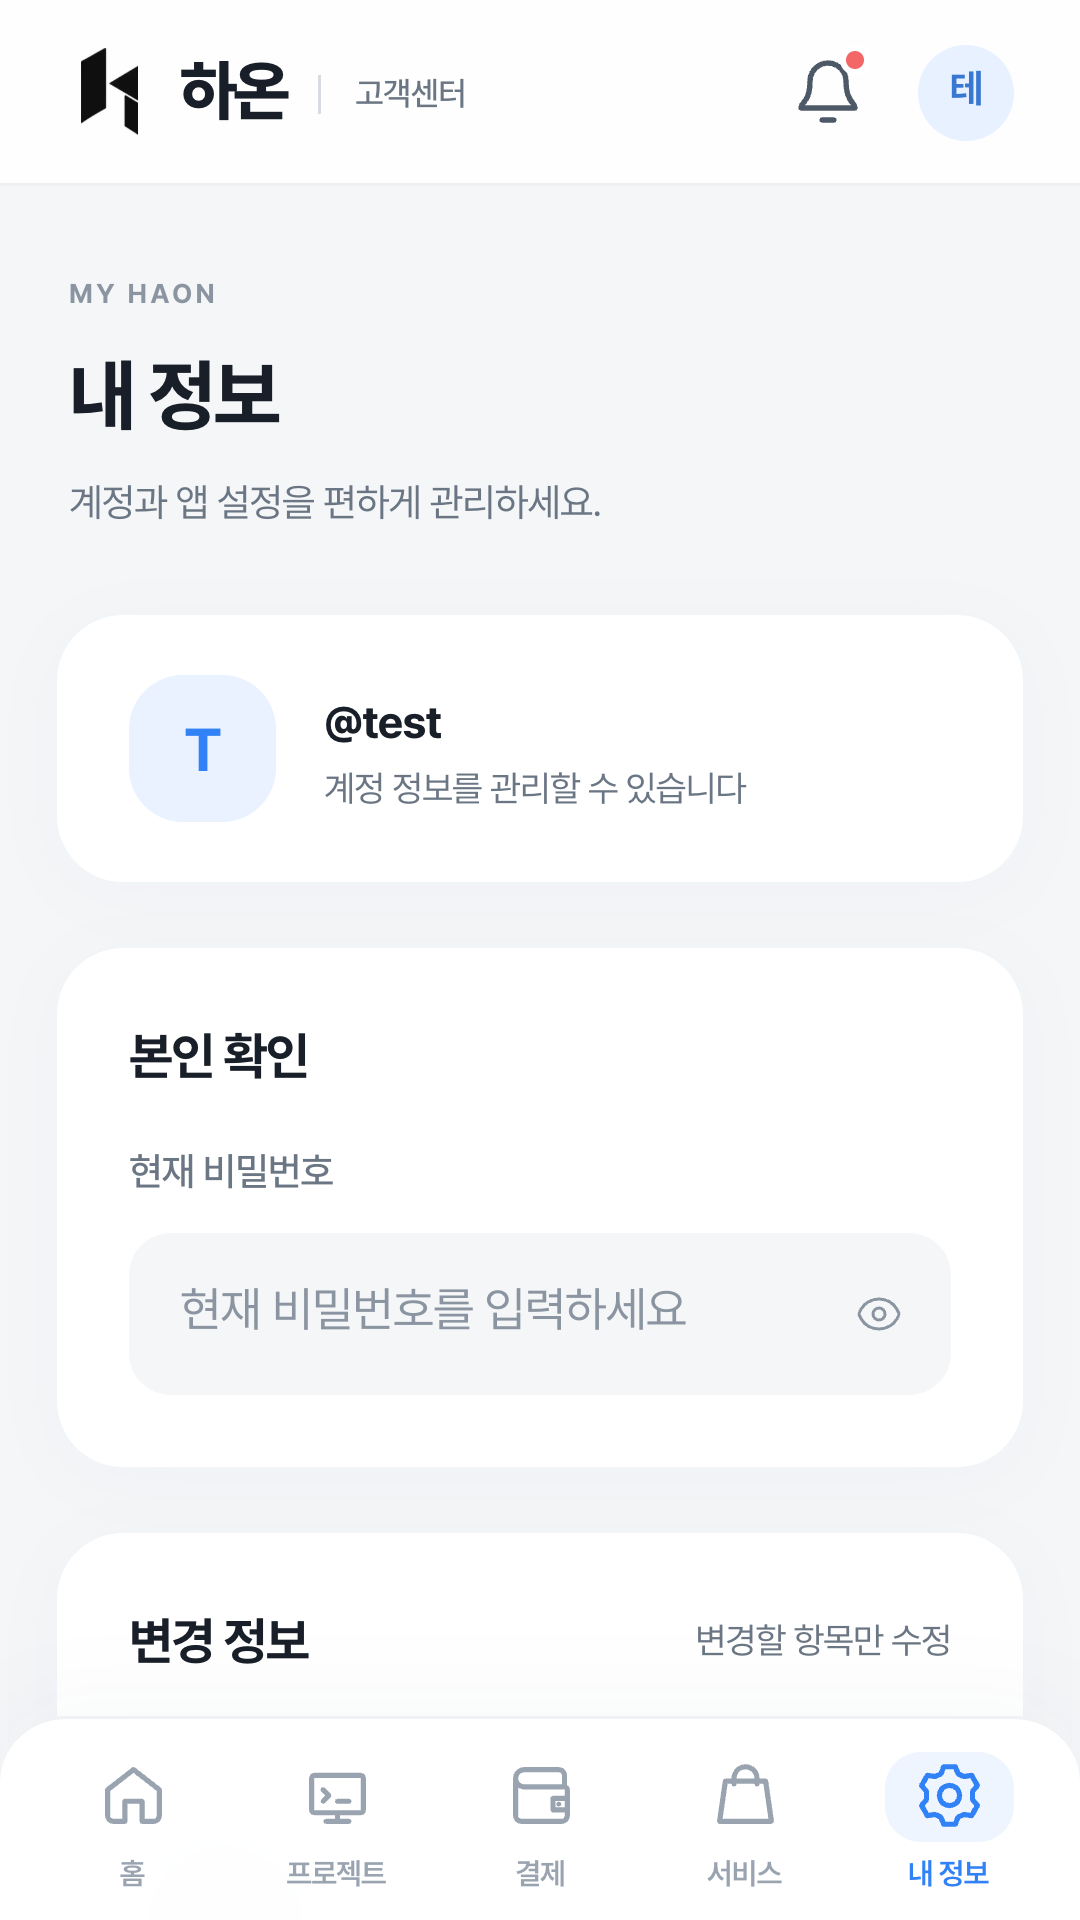 하온
고객센터
테
MY HAON
내 정보
계정과 앱 설정을 편하게 관리하세요.
T
@test
계정 정보를 관리할 수 있습니다
본인 확인
현재 비밀번호
현재 비밀번호를 입력하세요
변경 정보
변경할 항목만 수정
홈
프로젝트
결제
서비스
내 정보